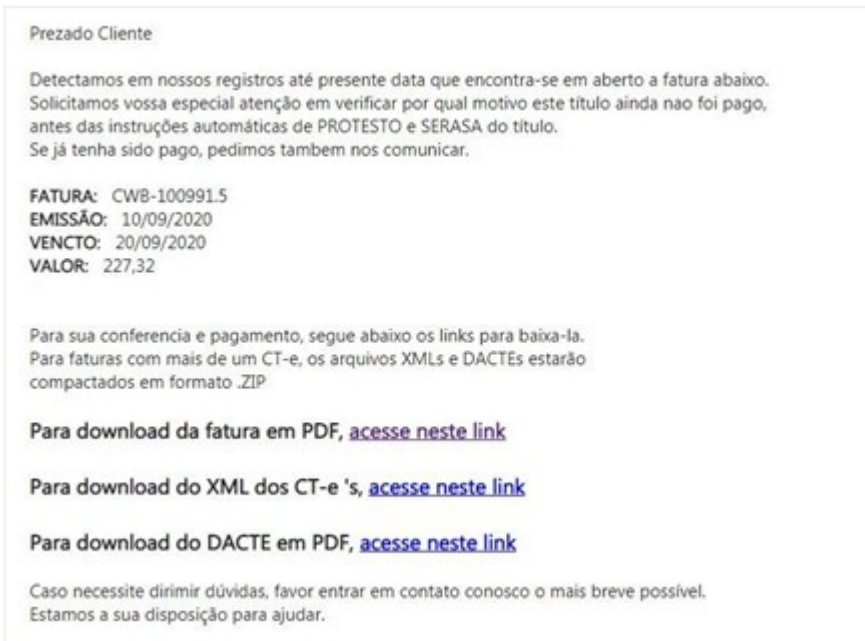 Prezado Cliente
Detectamos em nossos registros até presente data que encontra-se em aberto a fatura abaixo.
Solicitamos vossa especial atenção em verificar por qual motivo este título ainda nao foi pago,
antes das instruções automáticas de PROTESTO e SERASA do título.
Se já tenha sido pago, pedimos tambem nos comunicar.
FATURA: CWB-100991.5
EMISSÃO: 10/09/2020
VENCTO: 20/09/2020
VALOR: 227,32
Para sua conferencia e pagamento, segue abaixo os links para baixa-la.
Para faturas com mais de um CT-e, os arquivos XMLs e DACTEs estarão
compactados em formato .ZIP
Para download da fatura em PDF, acesse neste link
Para download do XML dos CT-e 's, acesse neste link
Para download do DACTE em PDF, acesse neste link
Caso necessite dirimir dúvidas, favor entrar em contato conosco o mais breve possível.
Estamos a sua disposição para ajudar.